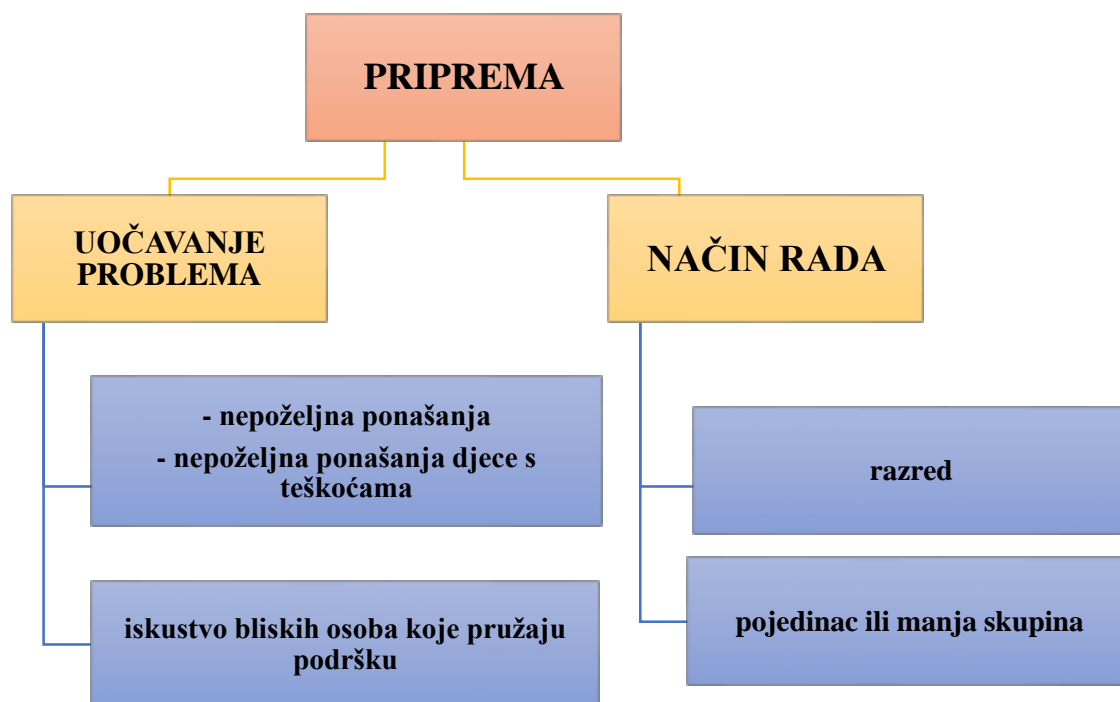 PRIPREMA
UOČAVANJE
PROBLEMA
- nepoželjna ponašanja
- nepoželjna ponašanja djece s
teškoćama
iskustvo bliskih osoba koje pružaju
podršku
NAČIN RADA
razred
pojedinac ili manja skupina